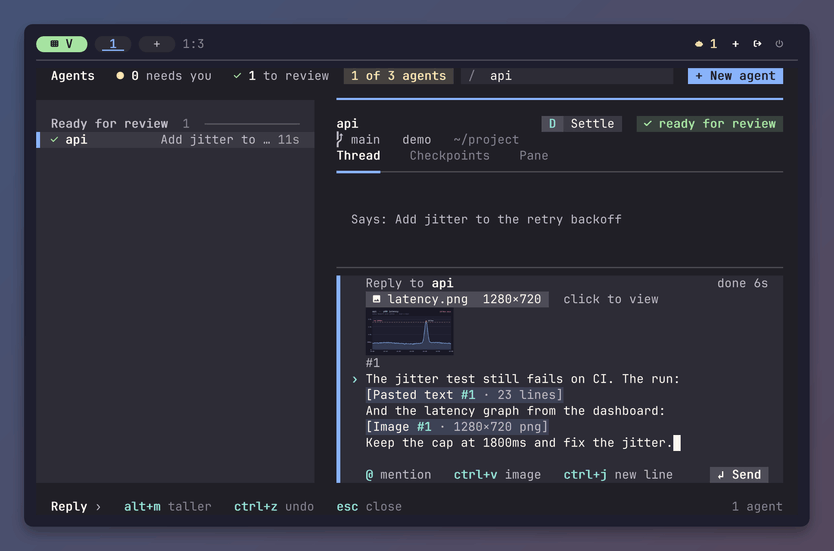 V 1 + 1:3 1 +
Agents 0 needs you ✓ 1 to review 1 of 3 agents / api + New agent
Ready for review 1
✓ api Add jitter to … 11s
api D Settle ✓ ready for review
main demo ~/project
Thread Checkpoints Pane
Says: Add jitter to the retry backoff
Reply to api done 6s
latency.png 1280×720 click to view
#1
› The jitter test still fails on CI. The run:
[Pasted text #1 · 23 lines]
And the latency graph from the dashboard:
[Image #1 · 1280×720 png]
Keep the cap at 1800ms and fix the jitter.
@ mention ctrl+v image ctrl+j new line ↲ Send
Reply › alt+m taller ctrl+z undo esc close 1 agent